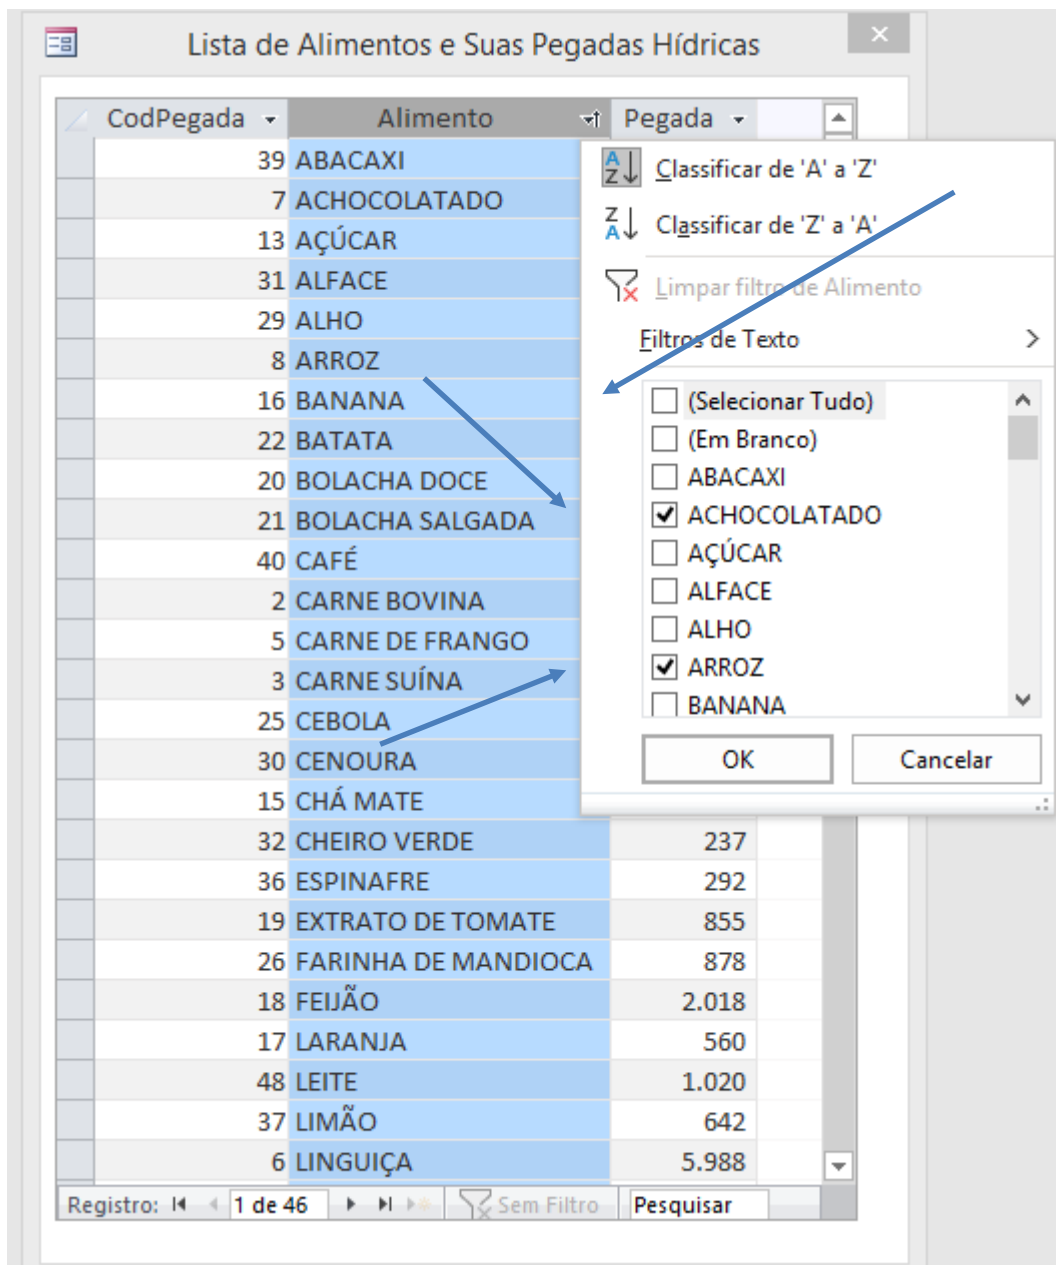 Lista de Alimentos e Suas Pegadas Hídricas
CodPegada Alimento Pegada
39 ABACAXI
7 ACHOCOLATADO
13 AÇÚCAR
31 ALFACE
29 ALHO
8 ARROZ
16 BANANA
22 BATATA
20 BOLACHA DOCE
21 BOLACHA SALGADA
40 CAFÉ
2 CARNE BOVINA
5 CARNE DE FRANGO
3 CARNE SUÍNA
25 CEBOLA
30 CENOURA
15 CHÁ MATE
32 CHEIRO VERDE 237
36 ESPINAFRE 292
19 EXTRATO DE TOMATE 855
26 FARINHA DE MANDIOCA 878
18 FEIJÃO 2.018
17 LARANJA 560
48 LEITE 1.020
37 LIMÃO 642
6 LINGUIÇA 5.988
Registro: 1 de 46 Sem Filtro Pesquisar
Classificar de 'A' a 'Z'
Classificar de 'Z' a 'A'
Limpar filtro de Alimento
Filtros de Texto
(Selecionar Tudo)
(Em Branco)
ABACAXI
ACHOCOLATADO
AÇÚCAR
ALFACE
ALHO
ARROZ
BANANA
OK Cancelar